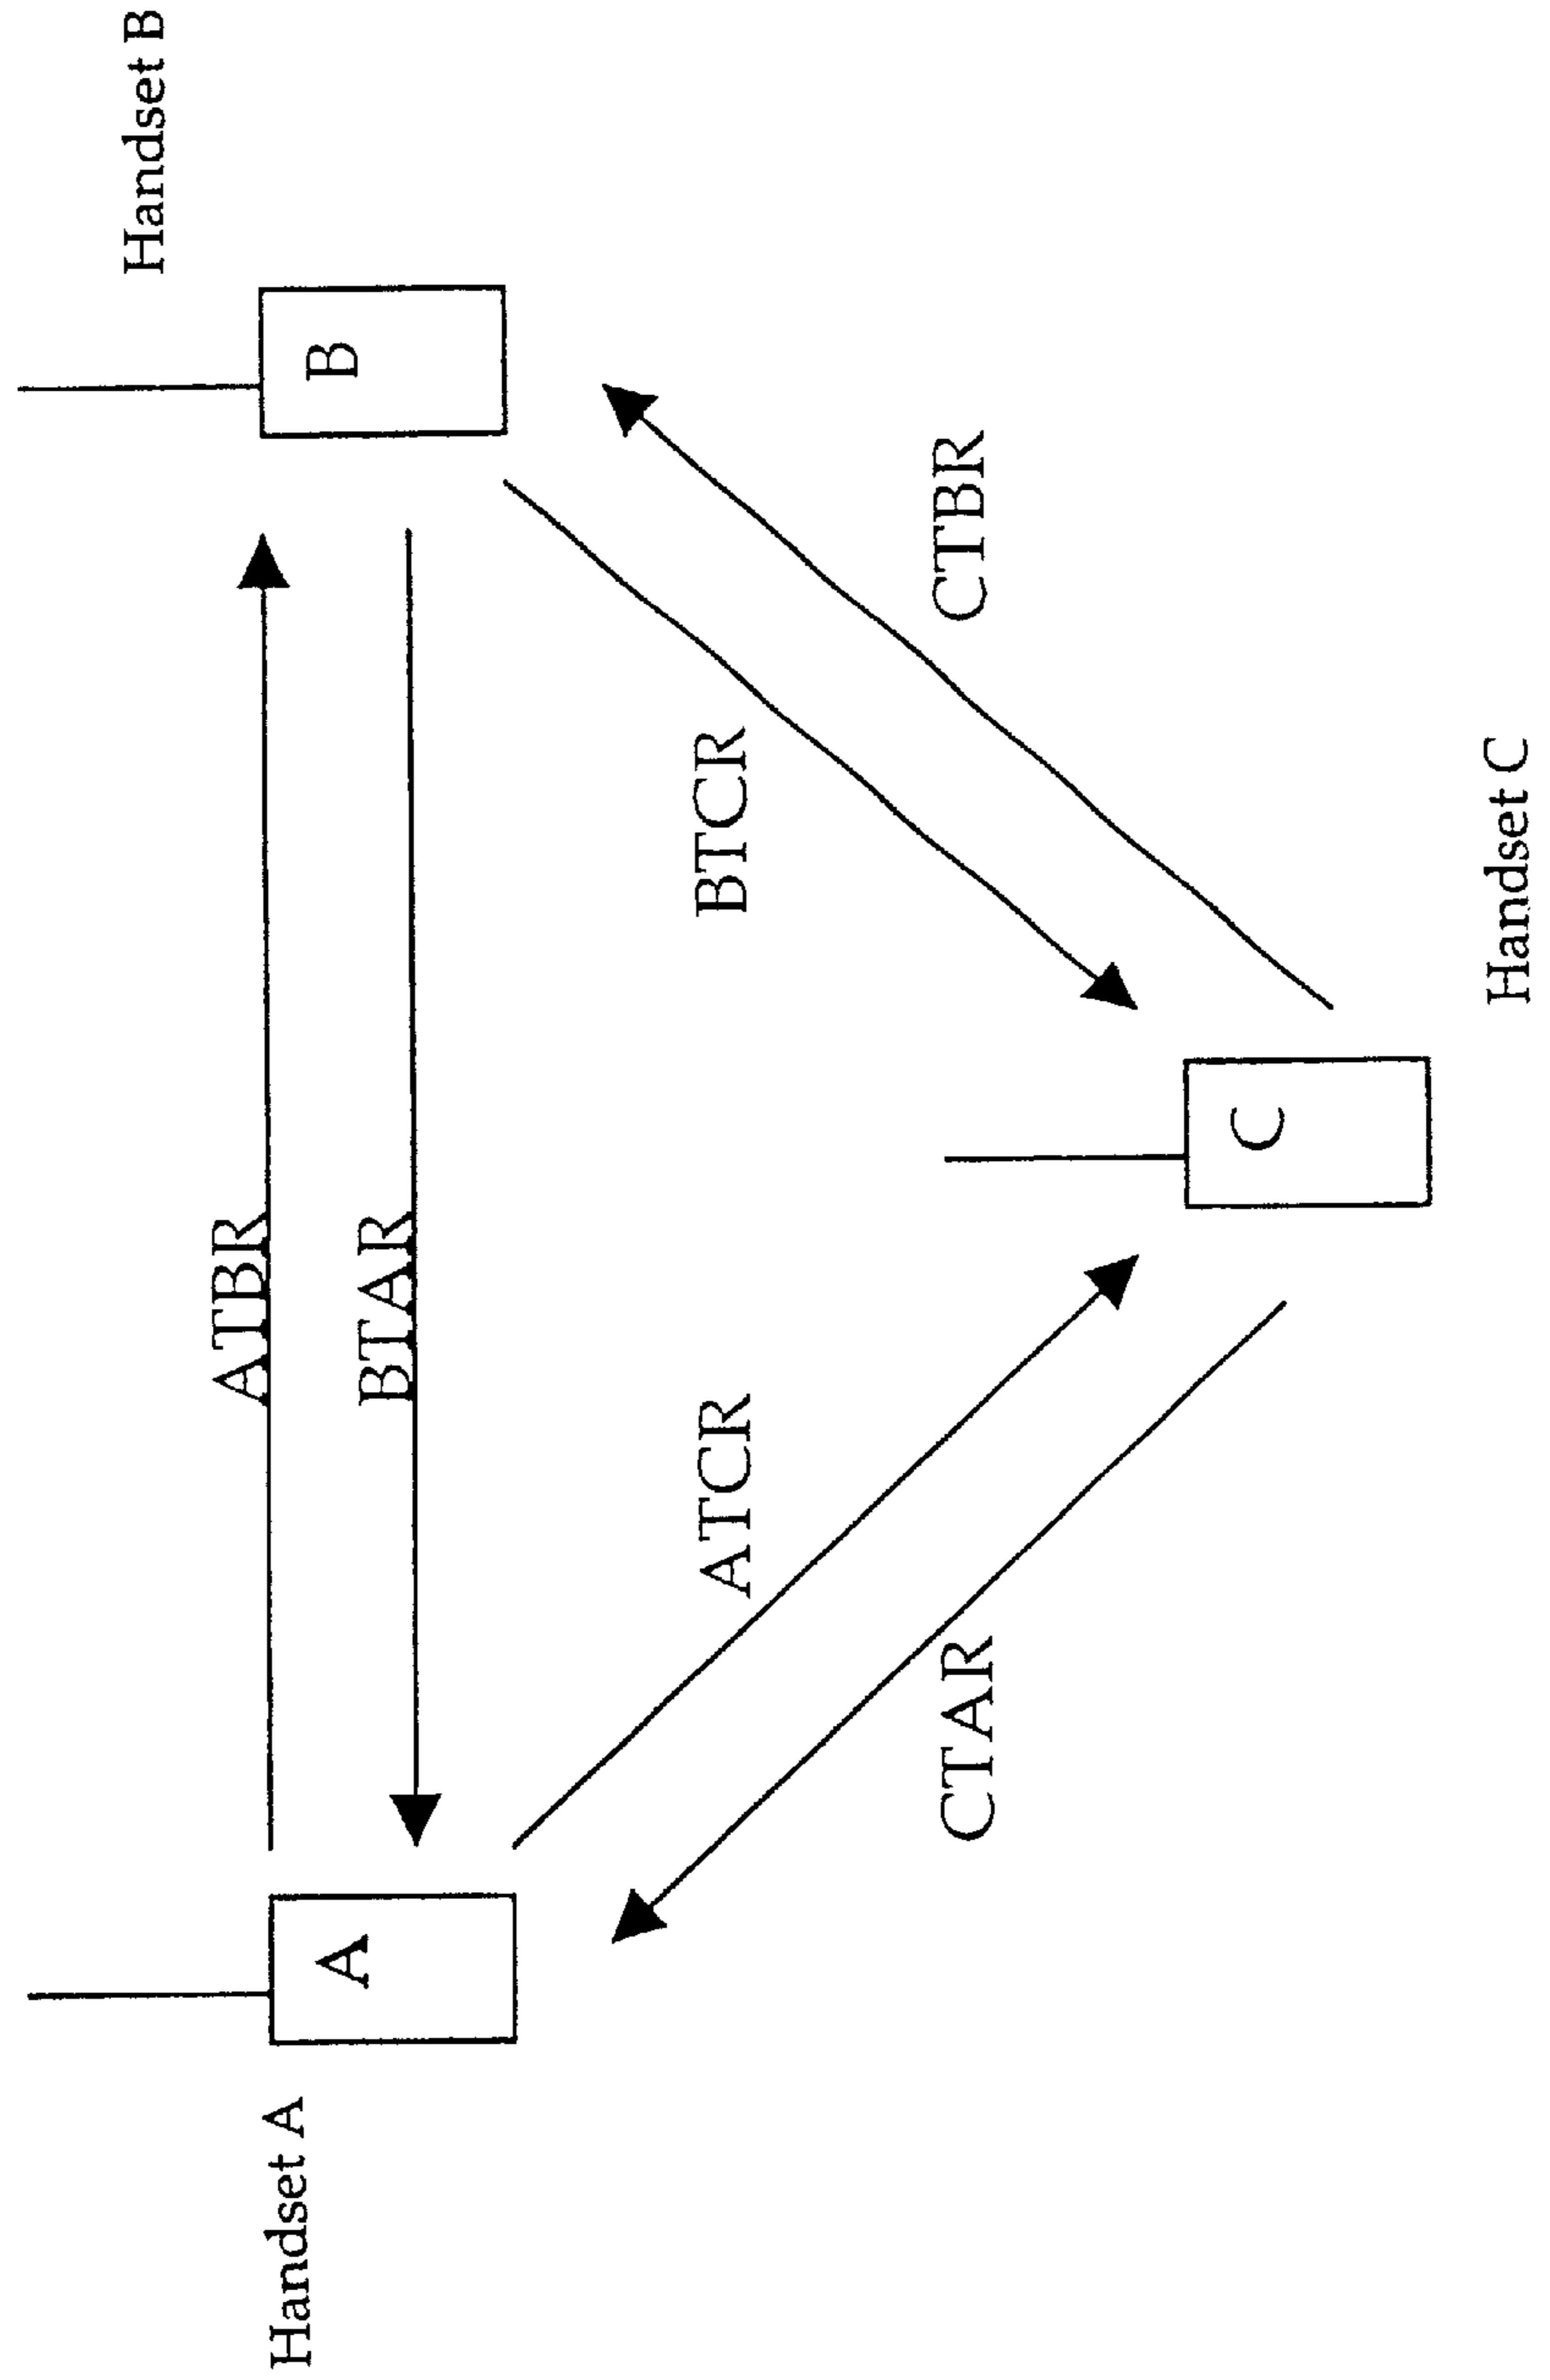 Handset B
B
ATBR
BTAR
BTCR
CTBR
A
Handset A
ATCR
CTAR
C
Handset C